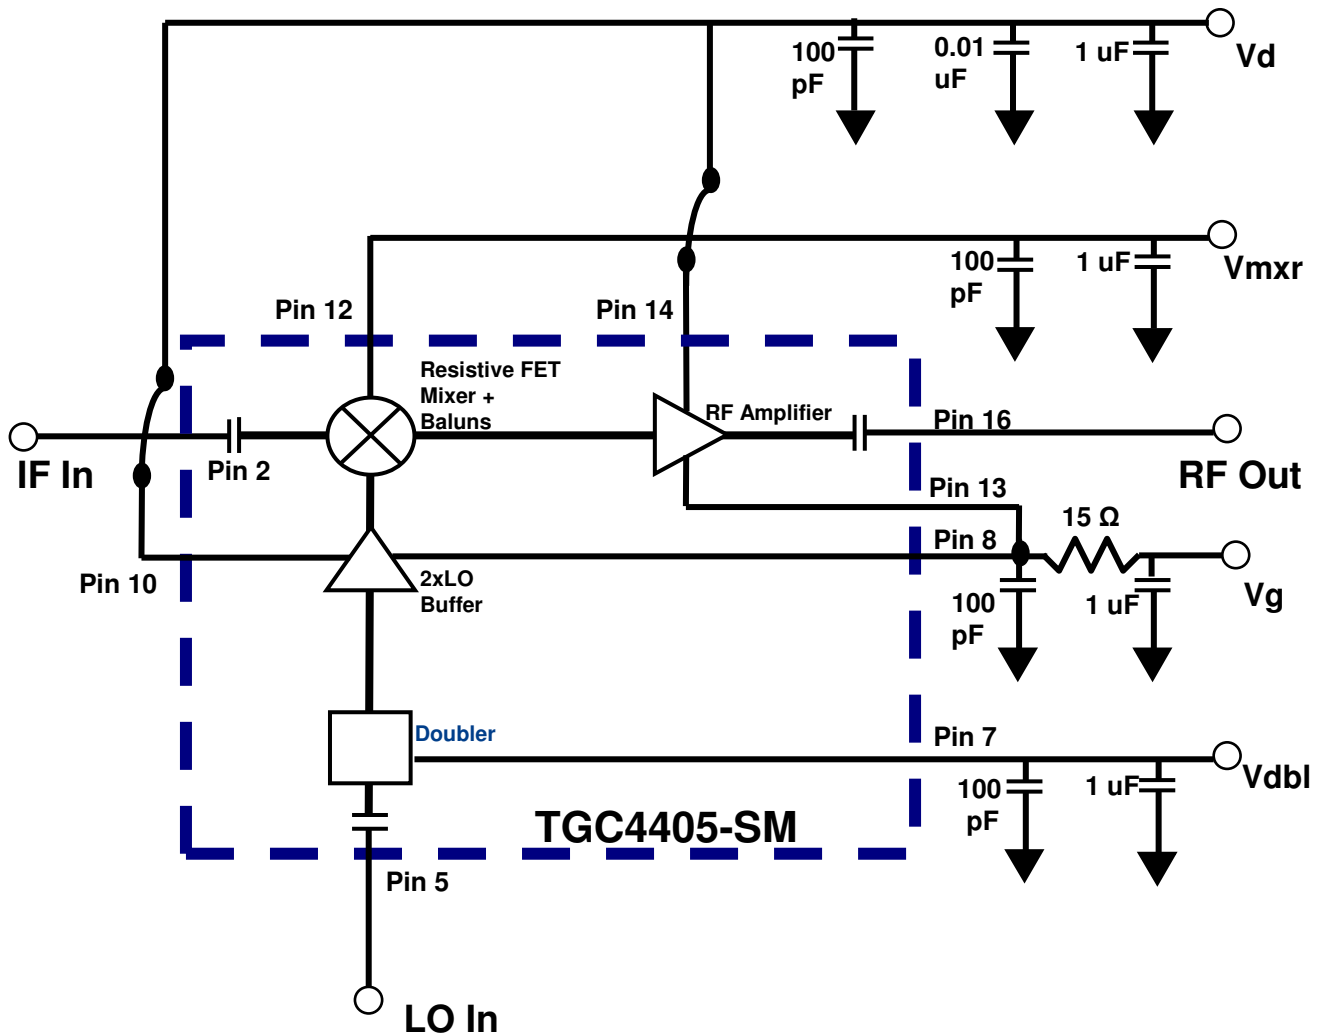 100
pF
0.01
uF
1 uF
Vd
100
pF
1 uF
Vmxr
Pin 12
Pin 14
Resistive FET
Mixer +
Baluns
RF Amplifier
Pin 16
IF In
Pin 2
RF Out
Pin 13
15 Ω
Pin 8
Pin 10
2xLO
Buffer
100
pF
1 uF
Vg
Doubler
Pin 7
100
pF
1 uF
Vdbl
TGC4405-SM
Pin 5
LO In